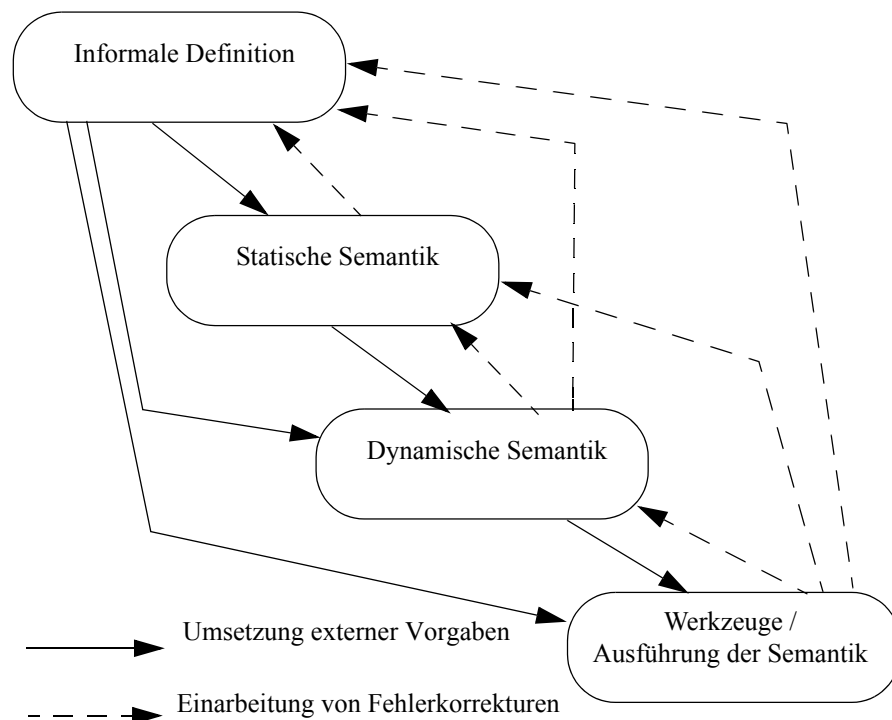 Informale Definition
Statische Semantik
Dynamische Semantik
Werkzeuge /
Ausführung der Semantik
Umsetzung externer Vorgaben
Einarbeitung von Fehlerkorrekturen